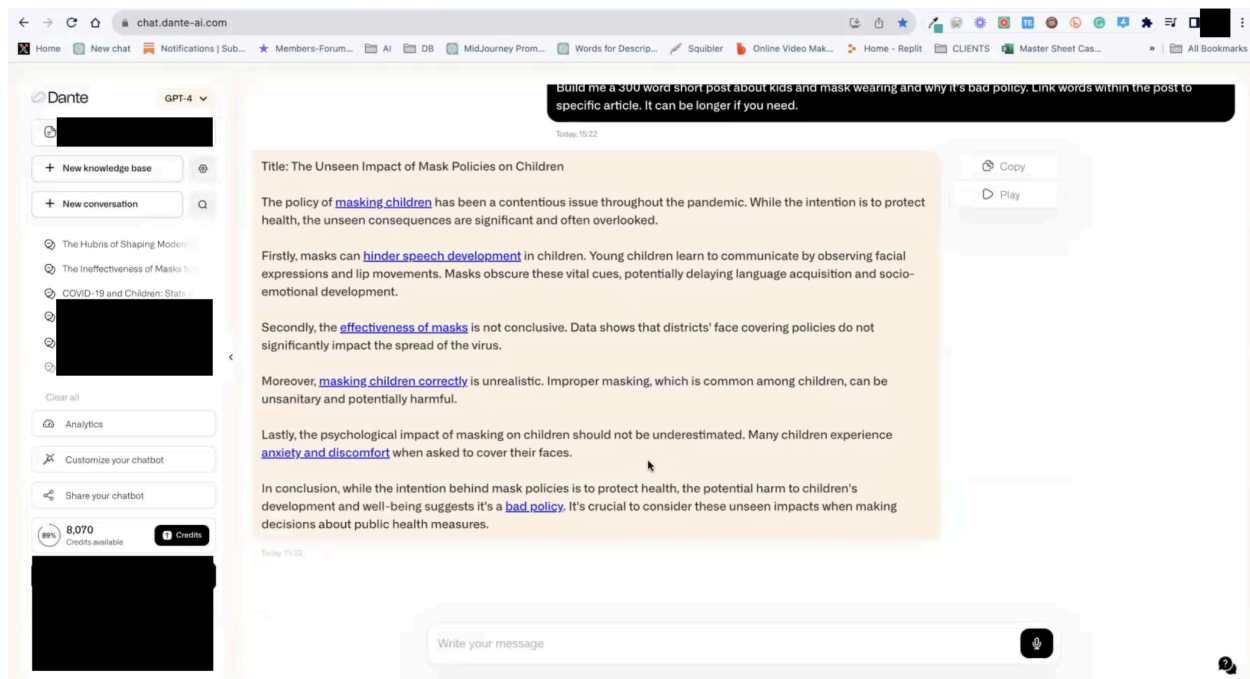 chat.dante-ai.com
Home New chat Notifications | Sub... Members-Forum... AI DB MidJourney Prom... Words for Descrip... Squibler Online Video Mak... Home - Replit CLIENTS Master Sheet Cas... » All Bookmarks
Dante GPT-4
+ New knowledge base
+ New conversation
The Hubris of Shaping Modern
The Ineffectiveness of Masks
COVID-19 and Children: State
Clear all
Analytics
Customize your chatbot
Share your chatbot
89% 8,070
Credits available
Credits
Build me a 300 word short post about kids and mask wearing and why it's bad policy. Link words within the post to
specific article. It can be longer if you need.
Today, 15:22
Title: The Unseen Impact of Mask Policies on Children
The policy of masking children has been a contentious issue throughout the pandemic. While the intention is to protect
health, the unseen consequences are significant and often overlooked.
Firstly, masks can hinder speech development in children. Young children learn to communicate by observing facial
expressions and lip movements. Masks obscure these vital cues, potentially delaying language acquisition and socio-
emotional development.
Secondly, the effectiveness of masks is not conclusive. Data shows that districts' face covering policies do not
significantly impact the spread of the virus.
Moreover, masking children correctly is unrealistic. Improper masking, which is common among children, can be
unsanitary and potentially harmful.
Lastly, the psychological impact of masking on children should not be underestimated. Many children experience
anxiety and discomfort when asked to cover their faces.
In conclusion, while the intention behind mask policies is to protect health, the potential harm to children's
development and well-being suggests it's a bad policy. It's crucial to consider these unseen impacts when making
decisions about public health measures.
Today, 15:22
Copy
Play
Write your message